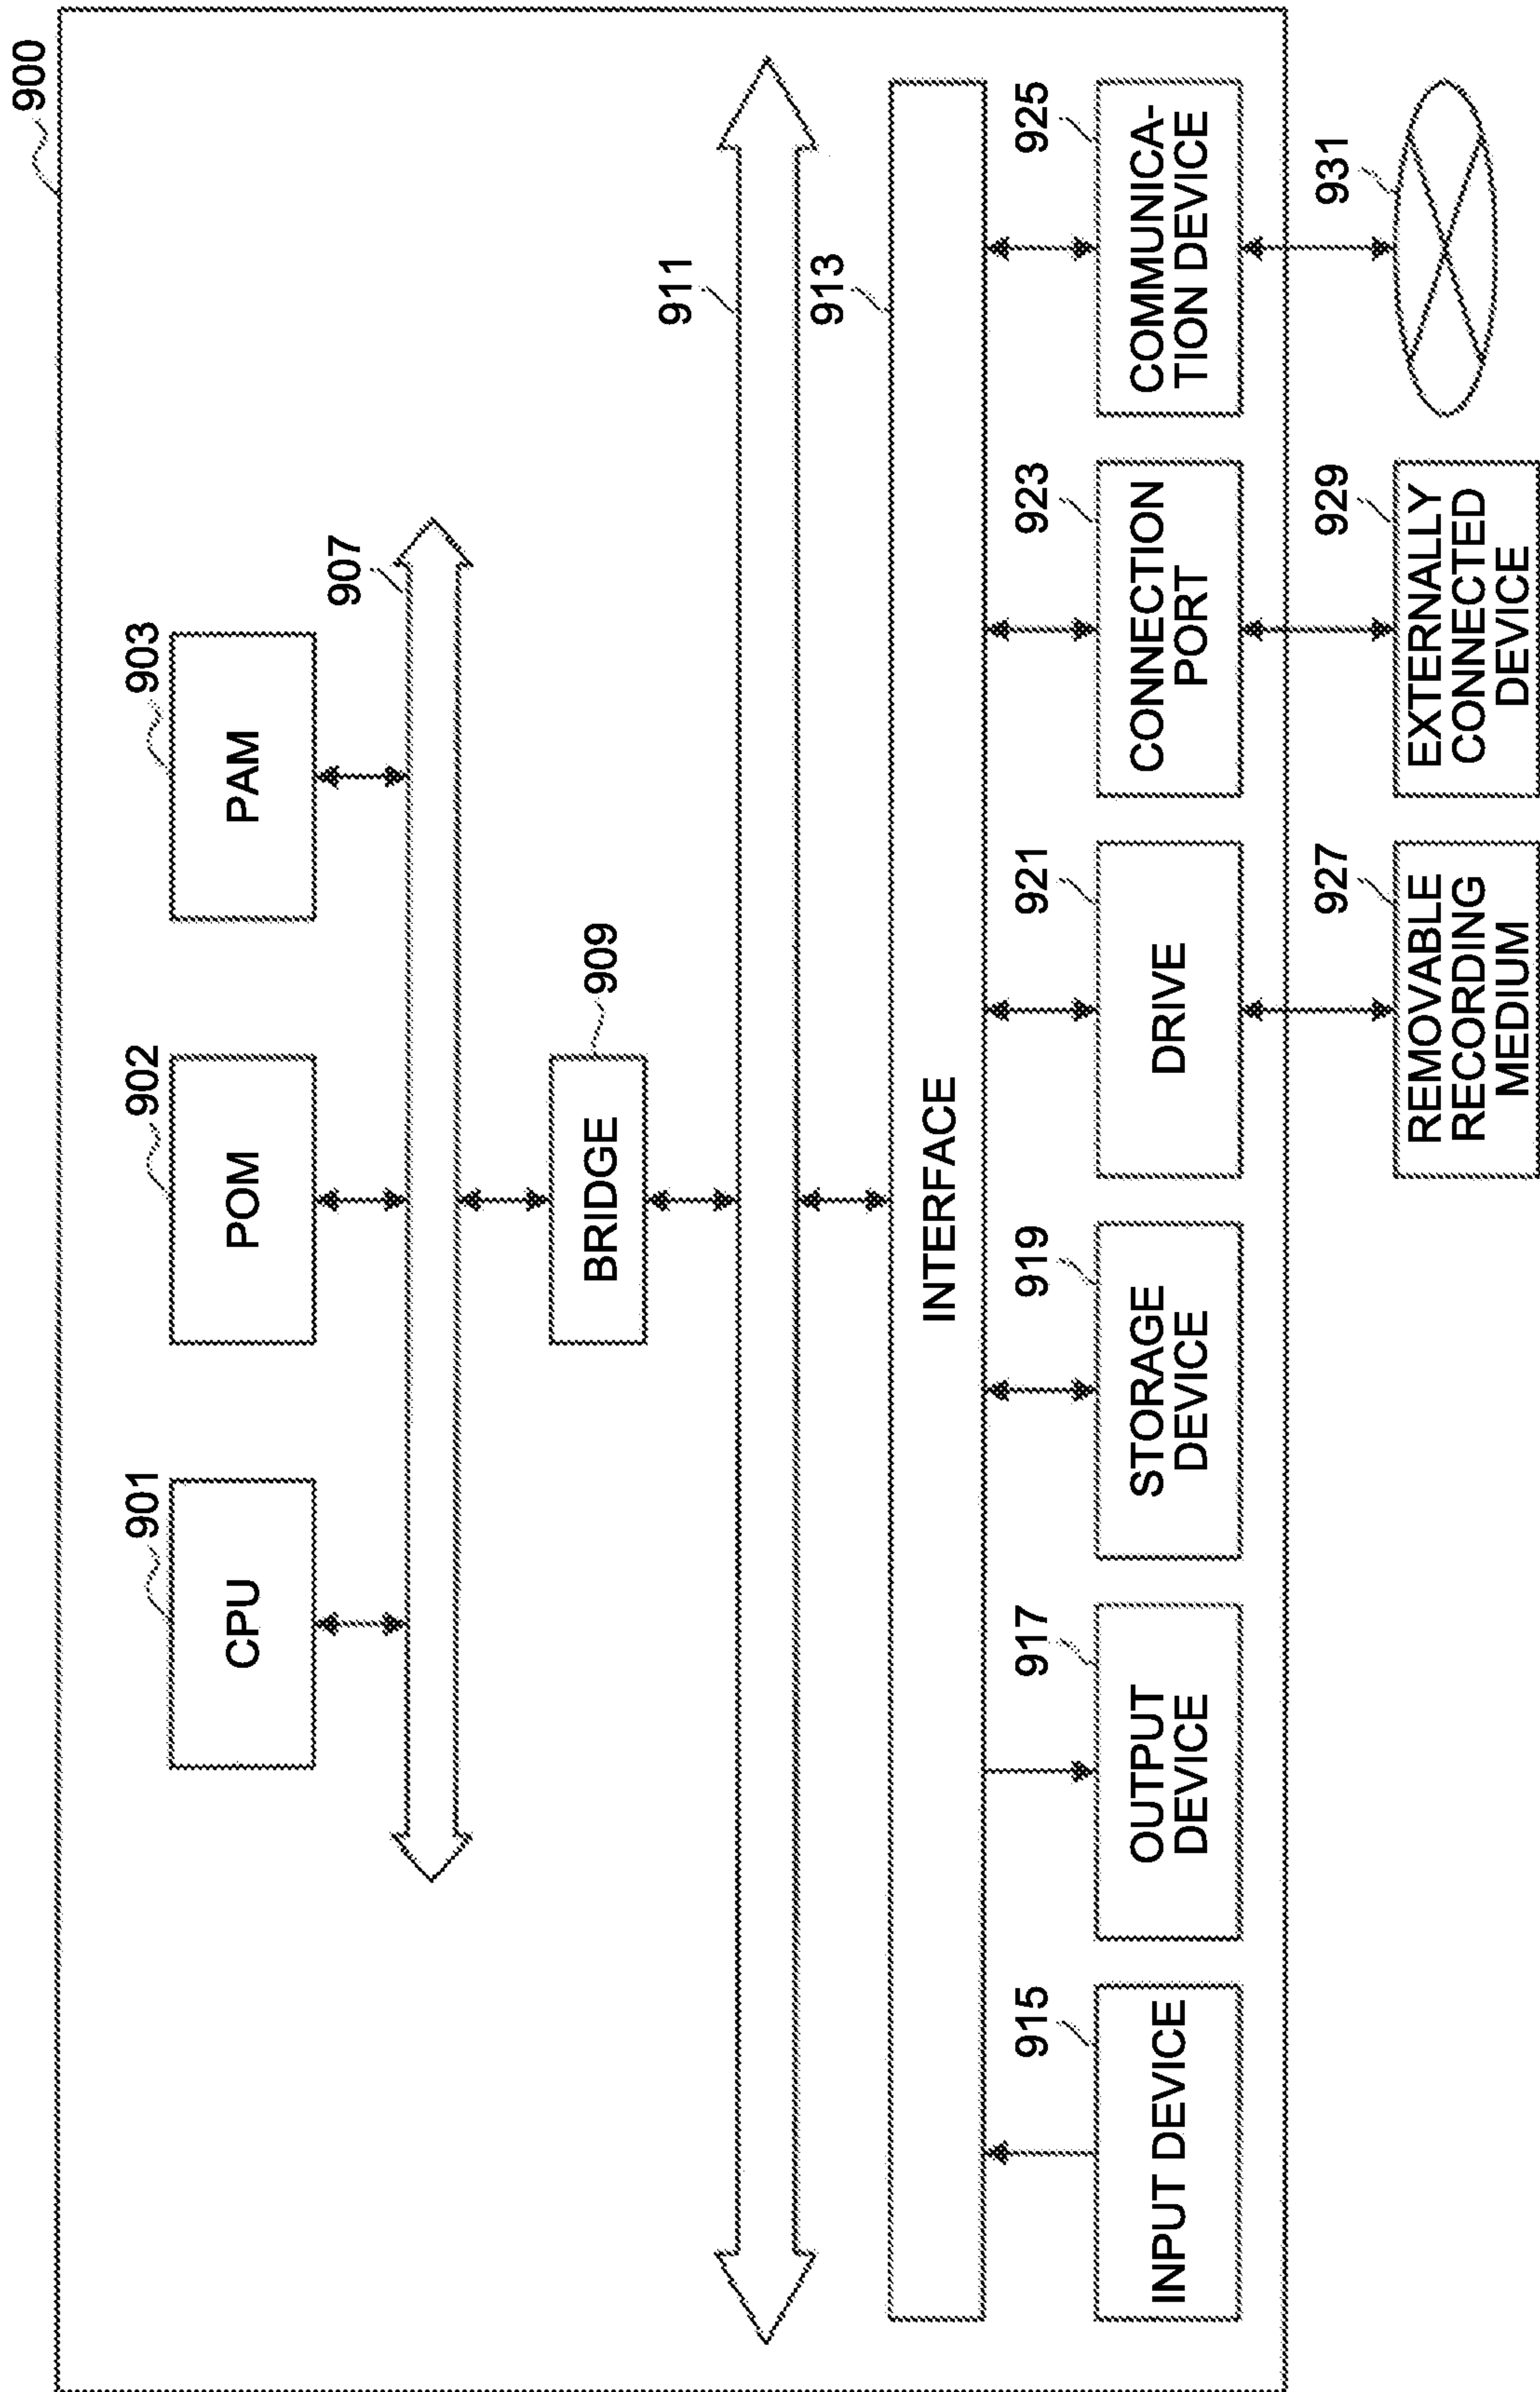 900
901
CPU
902
POM
903
PAM
907
909
BRIDGE
911
913
INTERFACE
915
INPUT DEVICE
917
OUTPUT
DEVICE
919
STORAGE
DEVICE
921
DRIVE
923
CONNECTION
PORT
925
COMMUNICA-
TION DEVICE
927
REMOVABLE
RECORDING
MEDIUM
929
EXTERNALLY
CONNECTED
DEVICE
931